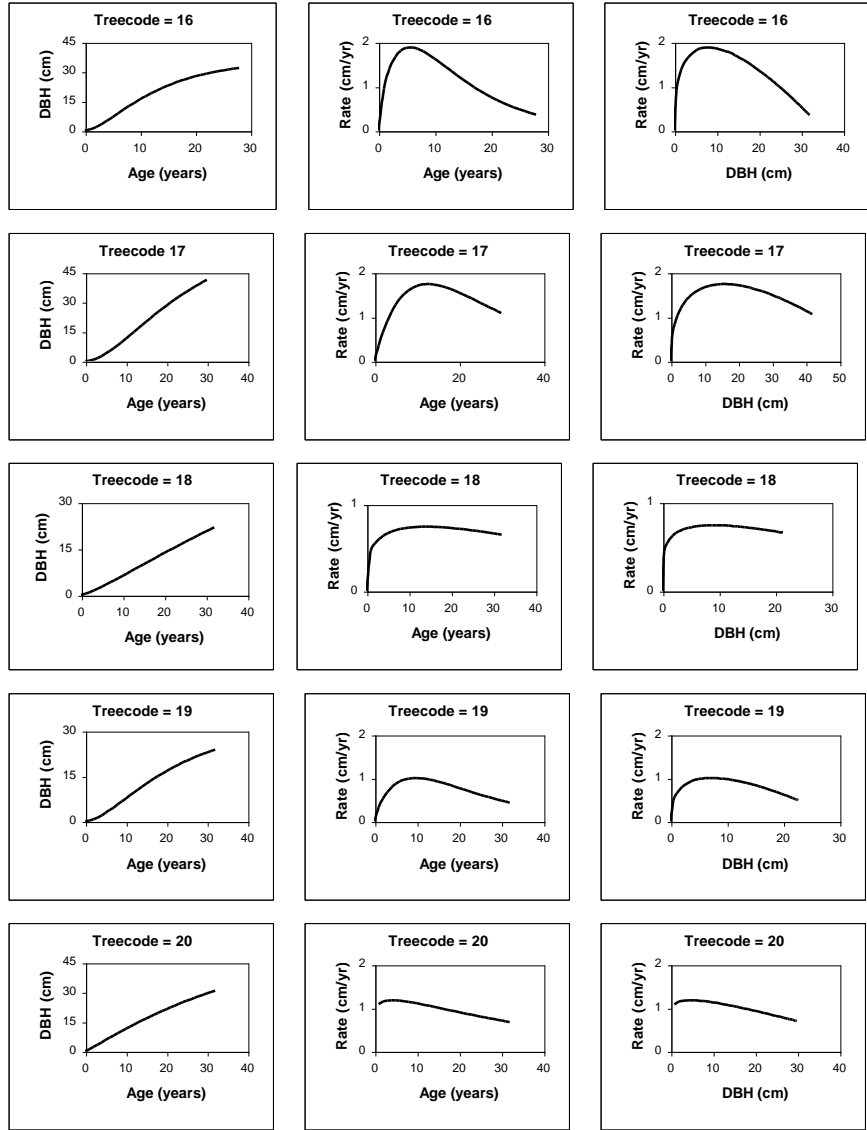 Treecode = 16
45
30
15
0
DBH (cm)
0 10 20 30
Age (years)
Treecode = 16
2
1
0
Rate (cm/yr)
0 10 20 30
Age (years)
Treecode = 16
2
1
0
Rate (cm/yr)
0 10 20 30 40
DBH (cm)
Treecode 17
45
30
15
0
DBH (cm)
0 10 20 30 40
Age (years)
Treecode = 17
2
1
0
Rate (cm/yr)
0 20 40
Age (years)
Treecode = 17
2
1
0
Rate (cm/yr)
0 10 20 30 40 50
DBH (cm)
Treecode = 18
30
15
0
DBH (cm)
0 10 20 30 40
Age (years)
Treecode = 18
1
0
Rate (cm/yr)
0 10 20 30 40
Age (years)
Treecode = 18
1
0
Rate (cm/yr)
0 10 20 30
DBH (cm)
Treecode = 19
30
15
0
DBH (cm)
0 10 20 30 40
Age (years)
Treecode = 19
2
1
0
Rate (cm/yr)
0 10 20 30 40
Age (years)
Treecode = 19
2
1
0
Rate (cm/yr)
0 10 20 30
DBH (cm)
Treecode = 20
45
30
15
0
DBH (cm)
0 10 20 30 40
Age (years)
Treecode = 20
2
1
0
Rate (cm/yr)
0 10 20 30 40
Age (years)
Treecode = 20
2
1
0
Rate (cm/yr)
0 10 20 30 40
DBH (cm)